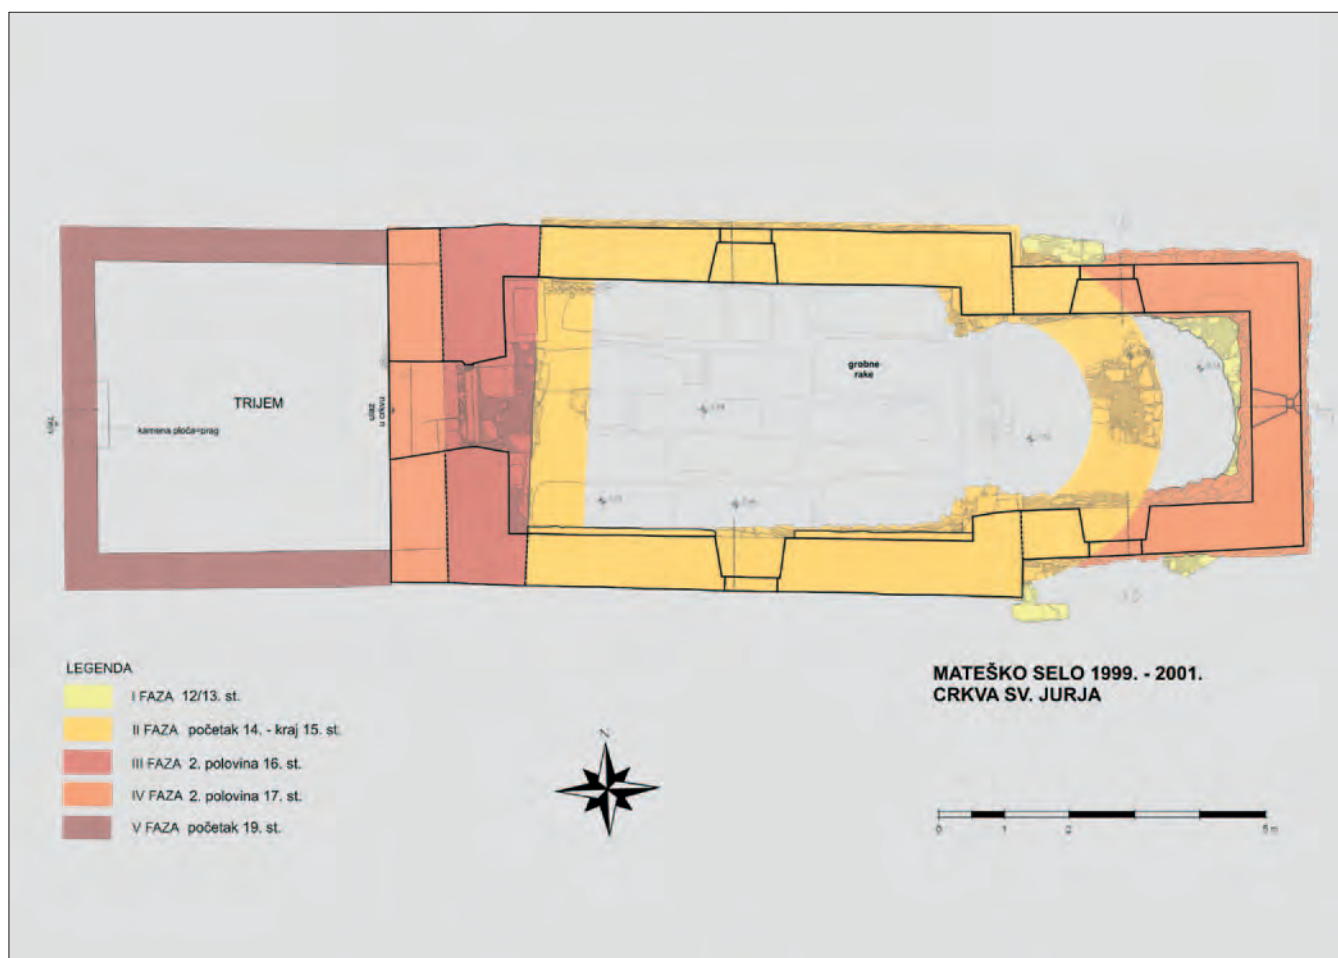 grobne
rake
TRIJEM
ulaz
u crkvu
kamena ploča=prag
ulaz
LEGENDA
I FAZA 12/13. st.
II FAZA početak 14. - kraj 15. st.
III FAZA 2. polovina 16. st.
IV FAZA 2. polovina 17. st.
V FAZA početak 19. st.
MATEŠKO SELO 1999. - 2001.
CRKVA SV. JURJA
N
0 1 2 5 m